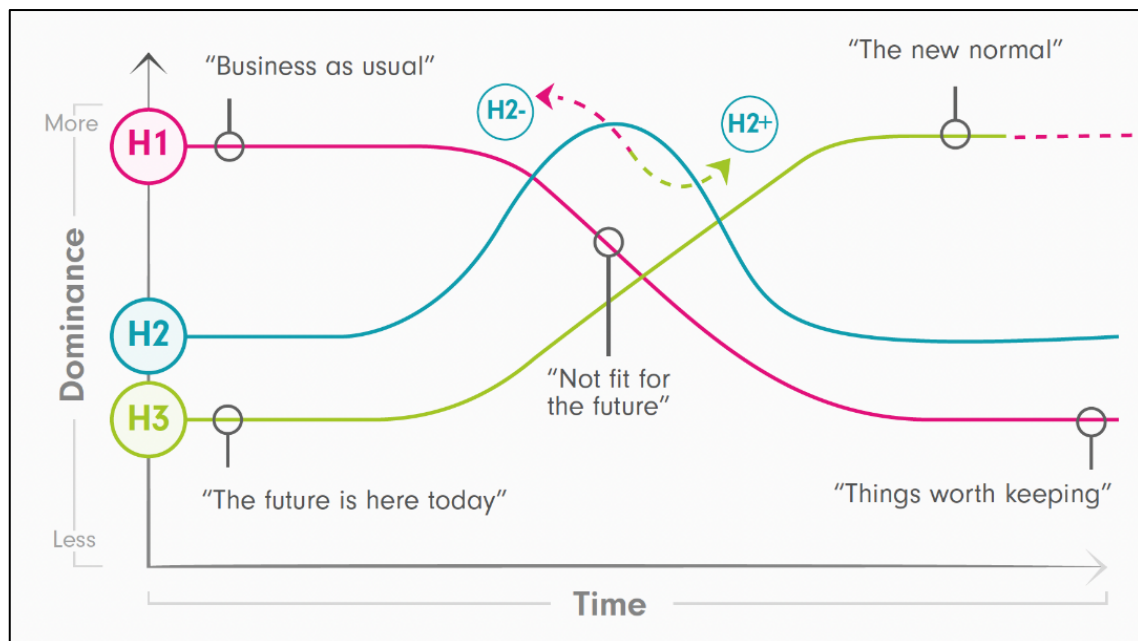 “Business as usual”
“The new normal”
More
H1
H2-
H2+
Dominance
H2
H3
“Not fit for
the future”
“The future is here today”
“Things worth keeping”
Less
Time